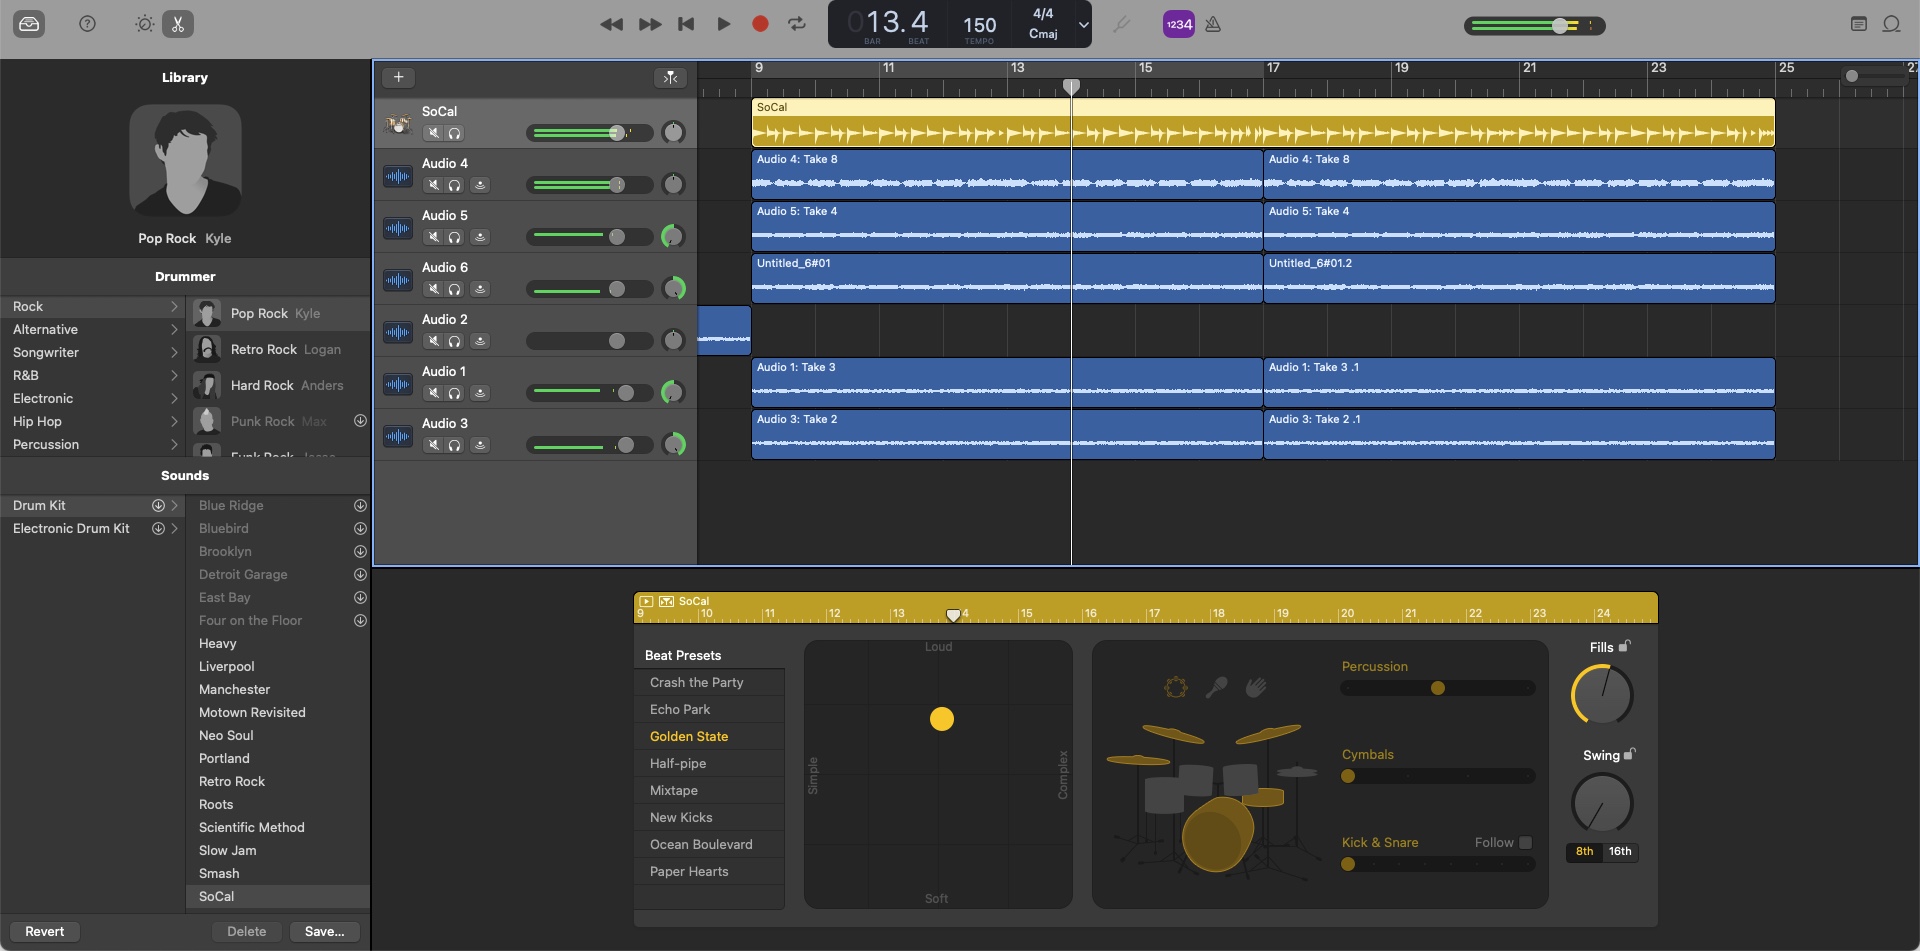 013.4
BAR
BEAT
150
TEMPO
4/4
Cmaj
1234
Library
Pop Rock Kyle
Drummer
Rock
Alternative
Songwriter
R&B
Electronic
Hip Hop
Percussion
Pop Rock Kyle
Retro Rock Logan
Hard Rock Anders
Punk Rock Max
Sounds
Drum Kit
Electronic Drum Kit
Blue Ridge
Bluebird
Brooklyn
Detroit Garage
East Bay
Four on the Floor
Heavy
Liverpool
Manchester
Motown Revisited
Neo Soul
Portland
Retro Rock
Roots
Scientific Method
Slow Jam
Smash
SoCal
Revert
Delete
Save...
9 11 13 15 17 19 21 23 25 27
SoCal
Audio 4
Audio 5
Audio 6
Audio 2
Audio 1
Audio 3
SoCal
Audio 4: Take 8
Audio 4: Take 8
Audio 5: Take 4
Audio 5: Take 4
Untitled_6#01
Untitled_6#01.2
Audio 1: Take 3
Audio 1: Take 3 .1
Audio 3: Take 2
Audio 3: Take 2 .1
SoCal
9 10 11 12 13 4 15 16 17 18 19 20 21 22 23 24
Beat Presets
Crash the Party
Echo Park
Golden State
Half-pipe
Mixtape
New Kicks
Ocean Boulevard
Paper Hearts
Loud
Simple
Complex
Soft
Percussion
Cymbals
Kick & Snare
Follow
Fills
Swing
8th
16th